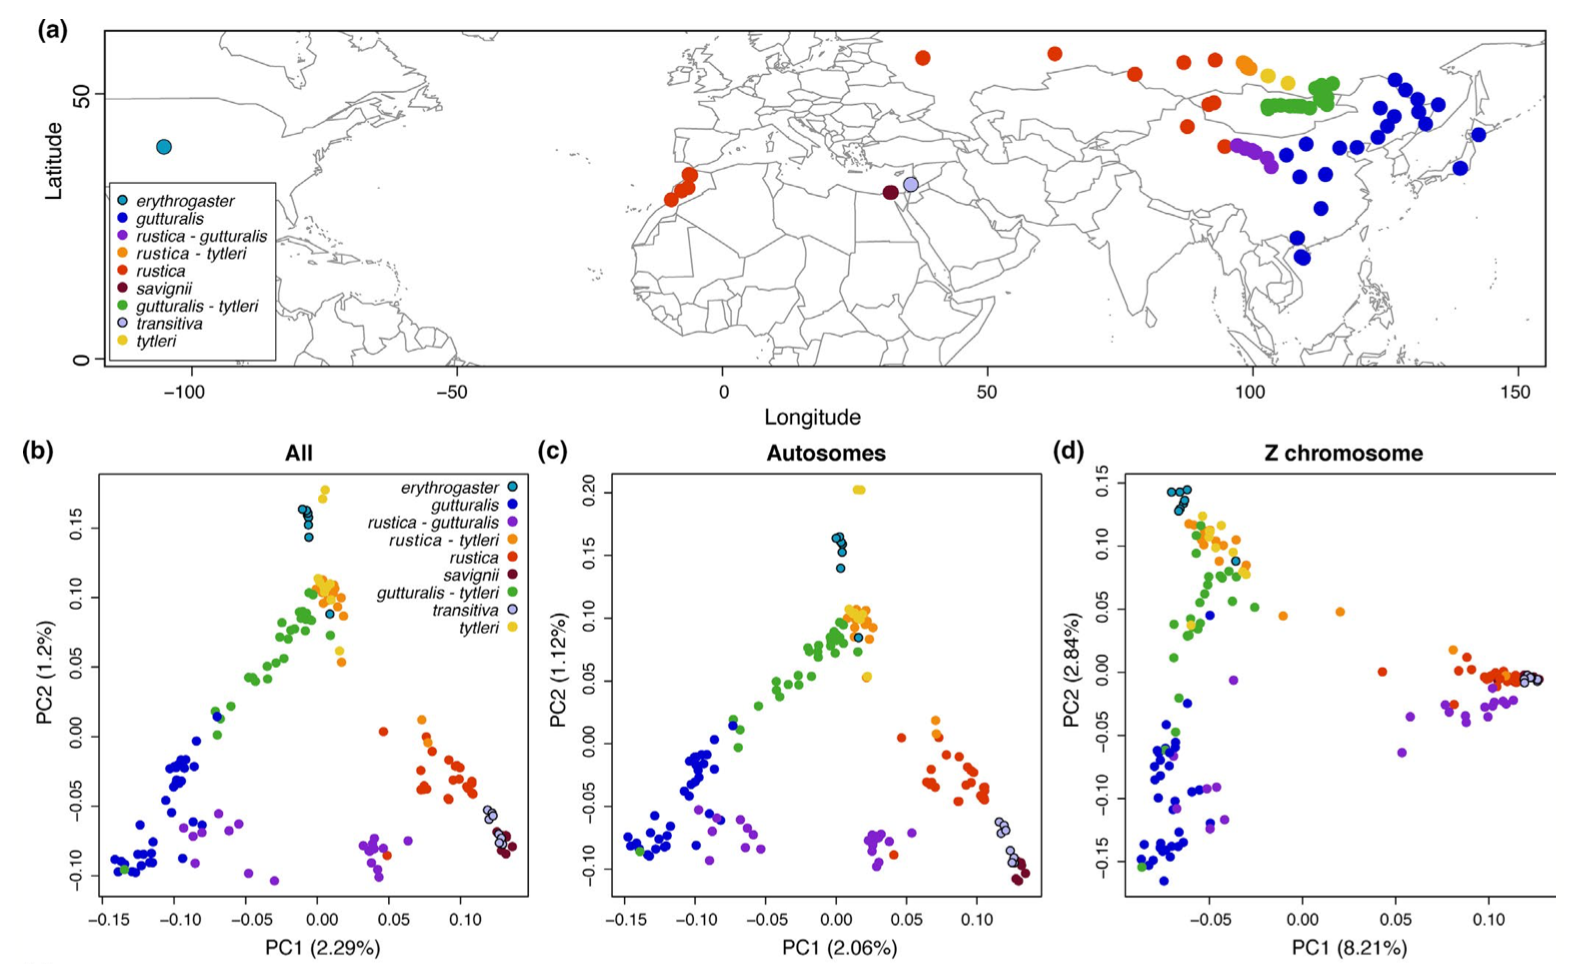 (a)
Latitude
50
0
erythrogaster
gutturalis
rustica - gutturalis
rustica - tytleri
rustica
savignii
gutturalis - tytleri
transitiva
tytleri
−100
−50
0
50
100
150
Longitude
(b)
All
PC2 (1.2%)
0.15
0.10
0.05
0.00
−0.05
−0.10
erythrogaster
gutturalis
rustica - gutturalis
rustica - tytleri
rustica
savignii
gutturalis - tytleri
transitiva
tytleri
−0.15
−0.10
−0.05
0.00
0.05
0.10
PC1 (2.29%)
(c)
Autosomes
PC2 (1.12%)
0.20
0.15
0.10
0.05
0.00
−0.05
−0.10
−0.15
−0.10
−0.05
0.00
0.05
0.10
PC1 (2.06%)
(d)
Z chromosome
PC2 (2.84%)
0.15
0.10
0.05
0.00
−0.05
−0.10
−0.15
−0.05
0.00
0.05
0.10
PC1 (8.21%)